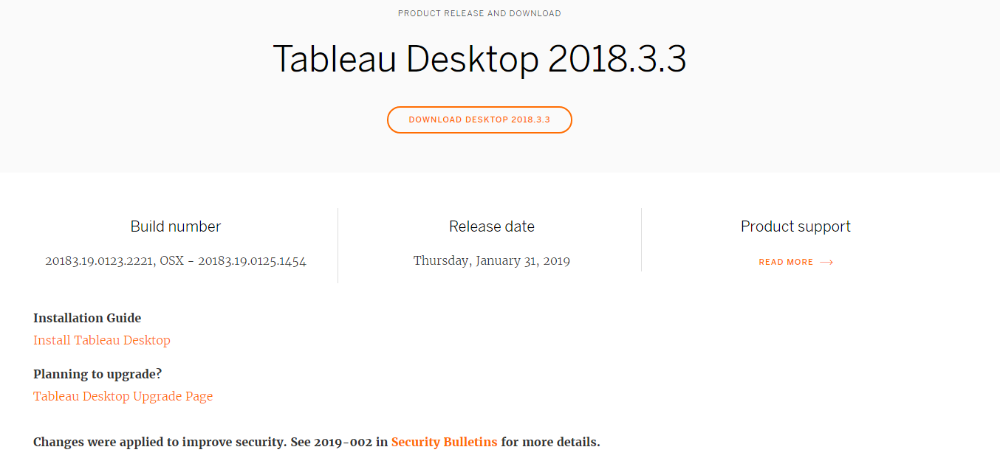 PRODUCT RELEASE AND DOWNLOAD
Tableau Desktop 2018.3.3
DOWNLOAD DESKTOP 2018.3.3
Build number
20183.19.0123.2221, OSX - 20183.19.0125.1454
Release date
Thursday, January 31, 2019
Product support
READ MORE
Installation Guide
Install Tableau Desktop
Planning to upgrade?
Tableau Desktop Upgrade Page
Changes were applied to improve security. See 2019-002 in Security Bulletins for more details.